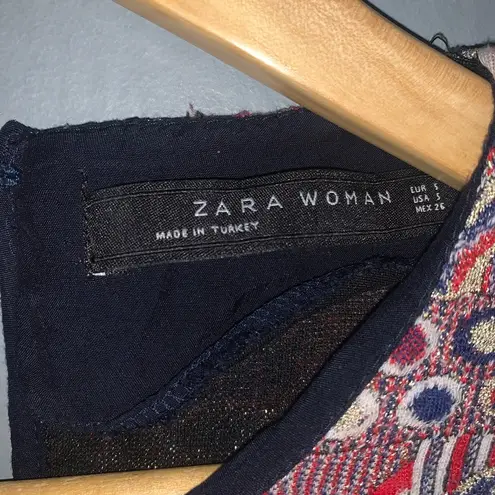 ZARA WOMAN
MADE IN TURKEY
EUR S
USA S
MEX 26